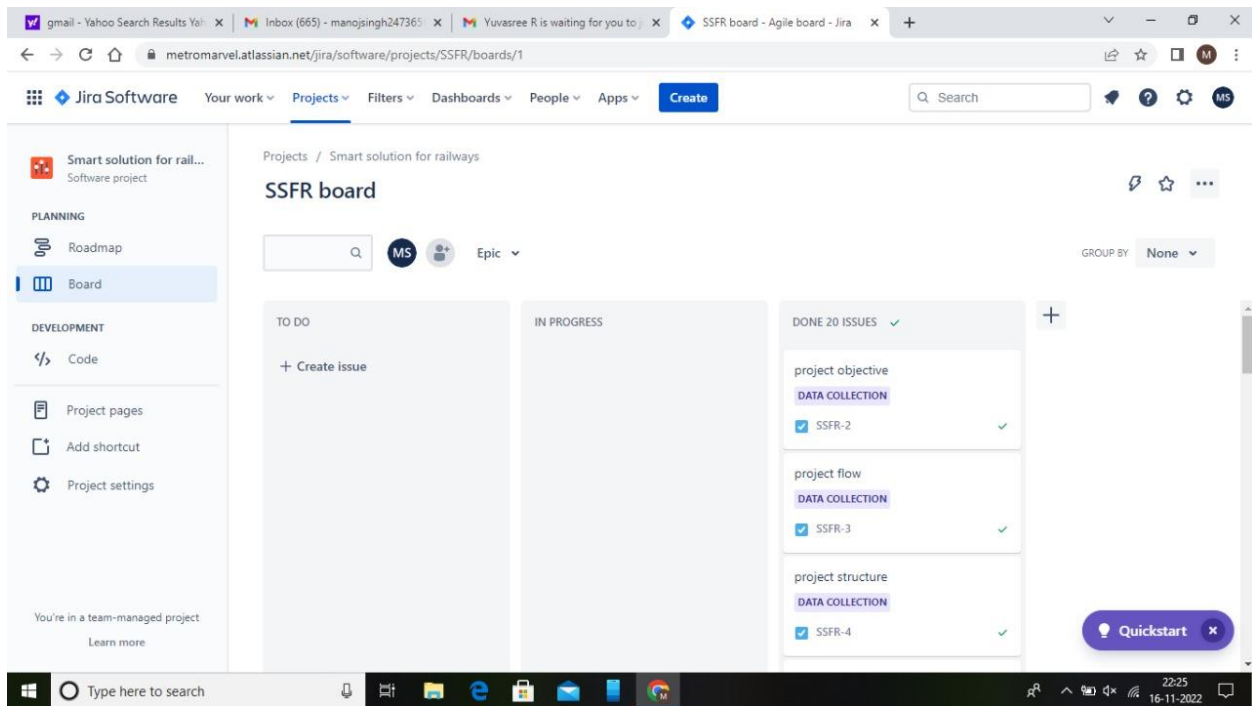 gmail - Yahoo Search Results Yah
Inbox (665) - manojsingh247365
Yuvasree R is waiting for you to j
SSFR board - Agile board - Jira
metromarvel.atlassian.net/jira/software/projects/SSFR/boards/1
M
Jira Software
Your work
Projects
Filters
Dashboards
People
Apps
Create
Search
MS
Smart solution for rail...
Software project
PLANNING
Roadmap
Board
DEVELOPMENT
Code
Project pages
Add shortcut
Project settings
You're in a team-managed project
Learn more
Projects / Smart solution for railways
SSFR board
MS
Epic
GROUP BY None
TO DO
+ Create issue
IN PROGRESS
DONE 20 ISSUES
project objective
DATA COLLECTION
SSFR-2
project flow
DATA COLLECTION
SSFR-3
project structure
DATA COLLECTION
SSFR-4
Quickstart
Type here to search
22:25
16-11-2022